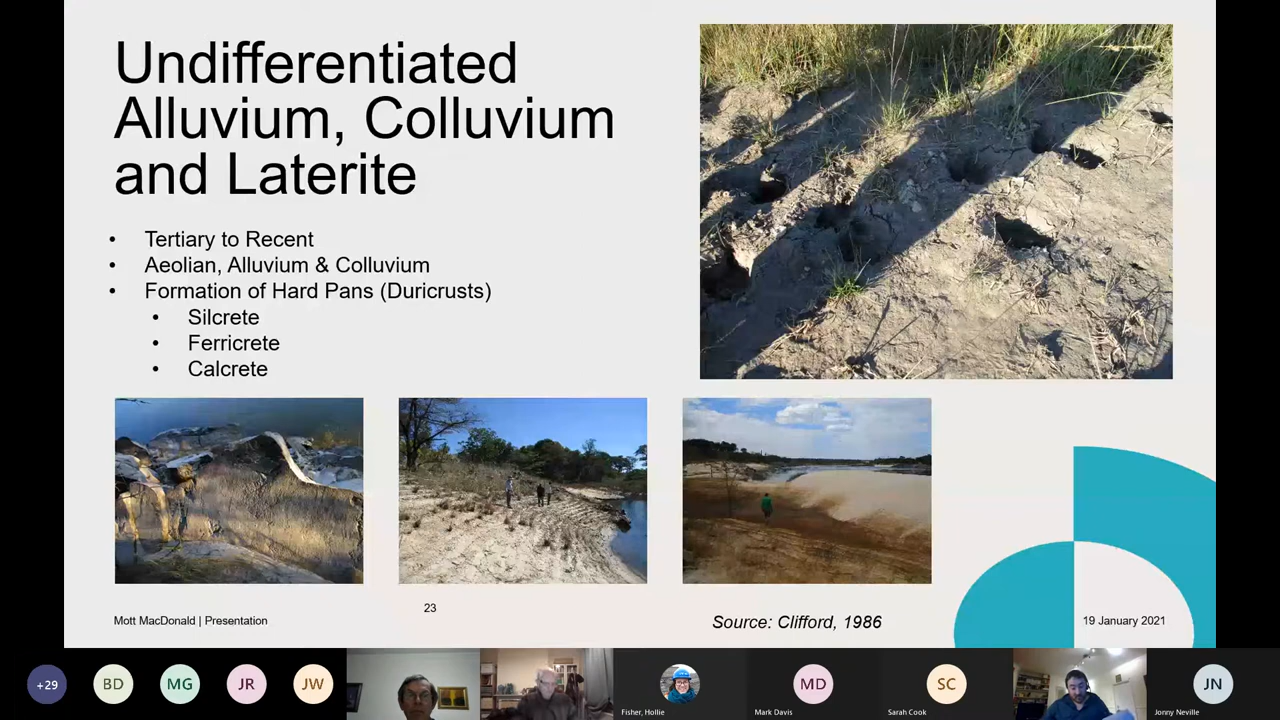 Undifferentiated
Alluvium, Colluvium
and Laterite
• Tertiary to Recent
• Aeolian, Alluvium & Colluvium
• Formation of Hard Pans (Duricrusts)
• Silcrete
• Ferricrete
• Calcrete
23
Mott MacDonald | Presentation
Source: Clifford, 1986
19 January 2021
+29
BD
MG
JR
JW
Fisher, Hollie
MD
Mark Davis
SC
Sarah Cook
JN
Jonny Neville